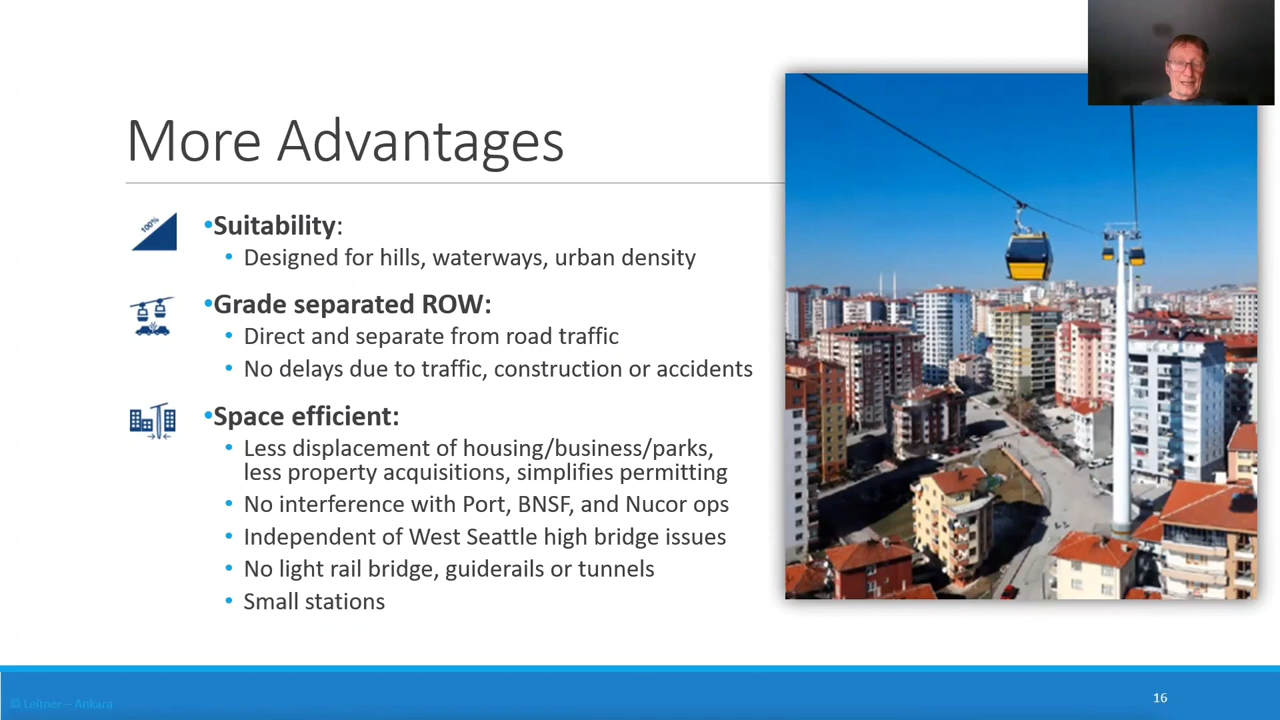 More Advantages
100%
•Suitability:
• Designed for hills, waterways, urban density
•Grade separated ROW:
• Direct and separate from road traffic
• No delays due to traffic, construction or accidents
•Space efficient:
• Less displacement of housing/business/parks,
less property acquisitions, simplifies permitting
• No interference with Port, BNSF, and Nucor ops
• Independent of West Seattle high bridge issues
• No light rail bridge, guiderails or tunnels
• Small stations
© Leitner – Ankara
16